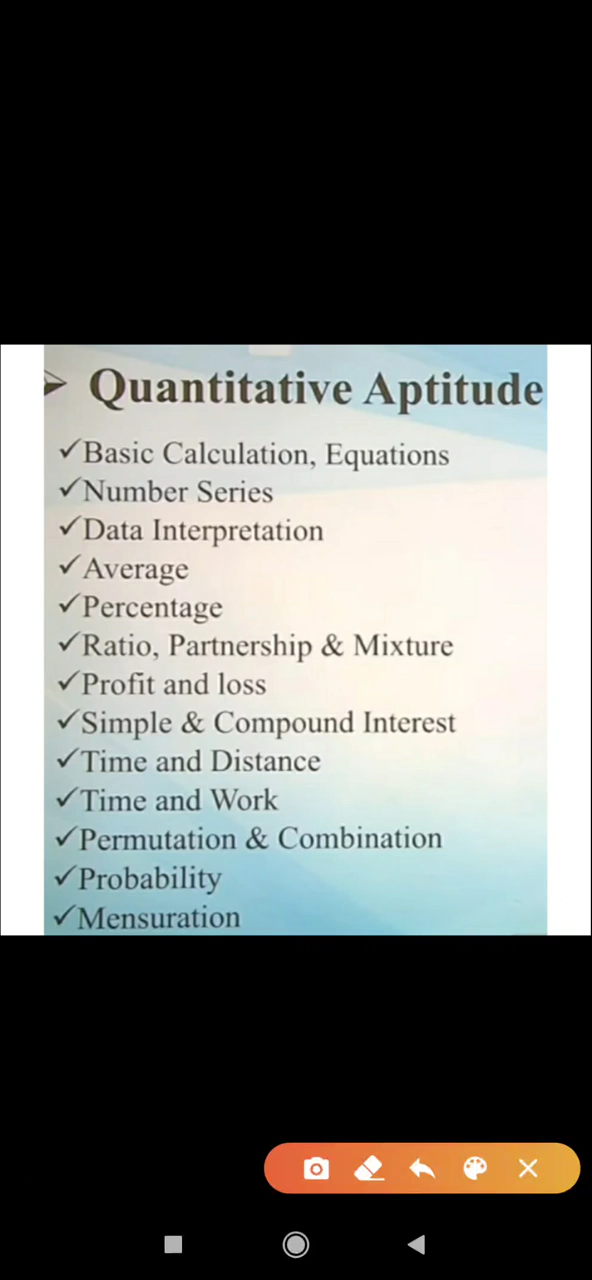 ➢ Quantitative Aptitude
✓Basic Calculation, Equations
✓Number Series
✓Data Interpretation
✓Average
✓Percentage
✓Ratio, Partnership & Mixture
✓Profit and loss
✓Simple & Compound Interest
✓Time and Distance
✓Time and Work
✓Permutation & Combination
✓Probability
✓Mensuration